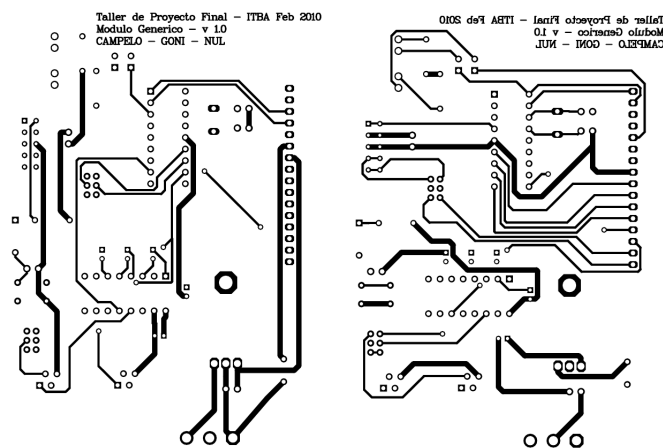 Taller de Proyecto Final - ITBA Feb 2010
Modulo Generico - v 1.0
CAMPELO - GONI - NUL
Taller de Proyecto Final - ITBA Feb 2010
Modulo Generico - v 1.0
CAMPELO - GONI - NUL